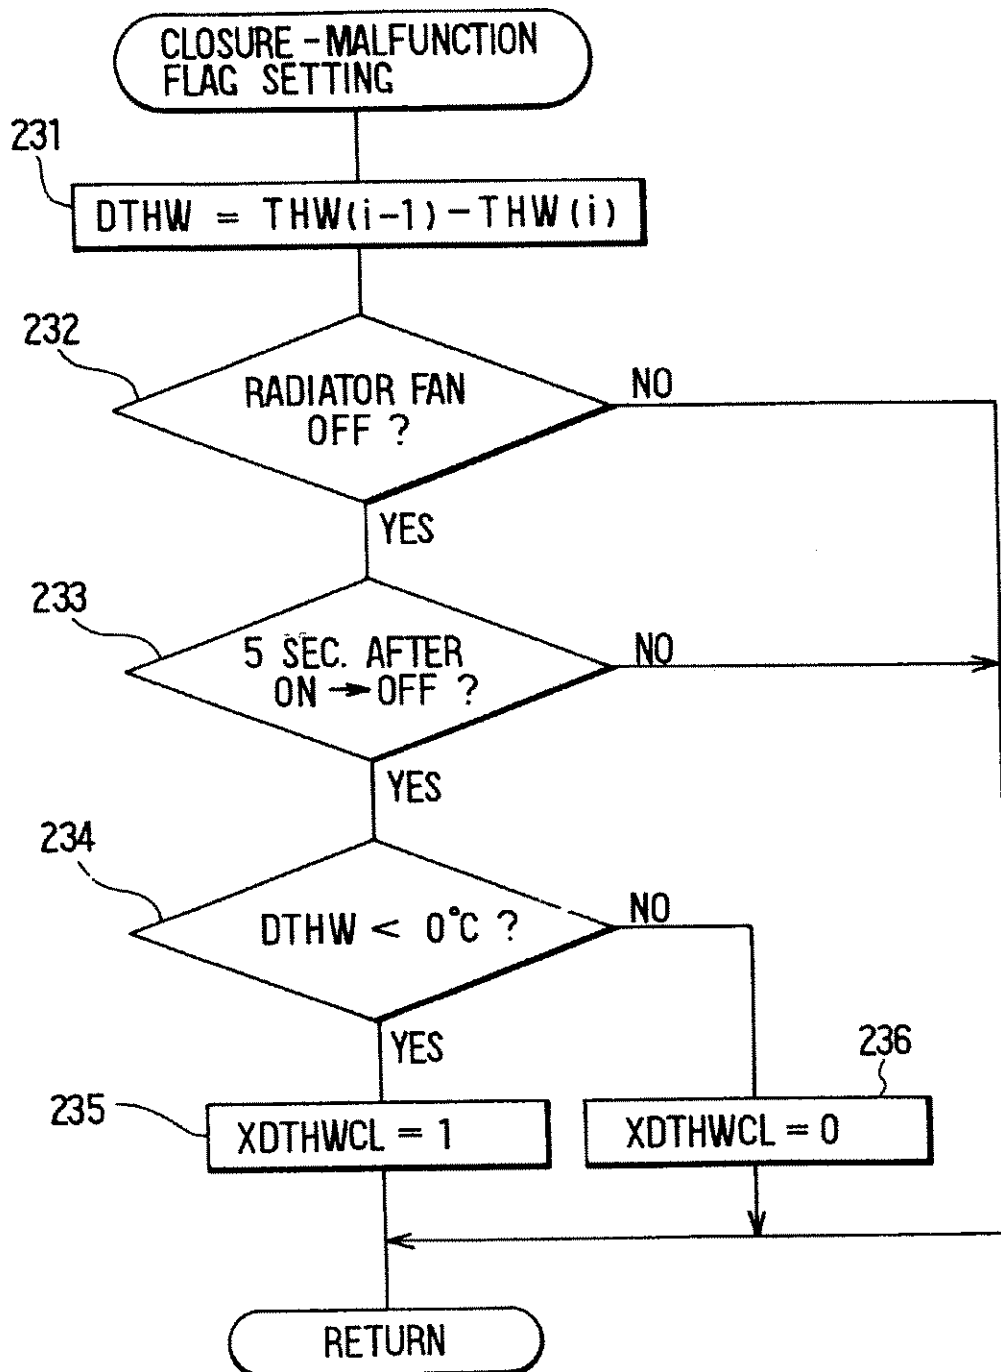 CLOSURE-MALFUNCTION
FLAG SETTING
231
DTHW = THW(i-1)-THW(i)
232
RADIATOR FAN
OFF ?
NO
YES
233
5 SEC. AFTER
ON → OFF ?
NO
YES
234
DTHW < 0°C ?
NO
YES
235
XDTHWCL = 1
236
XDTHWCL = 0
RETURN